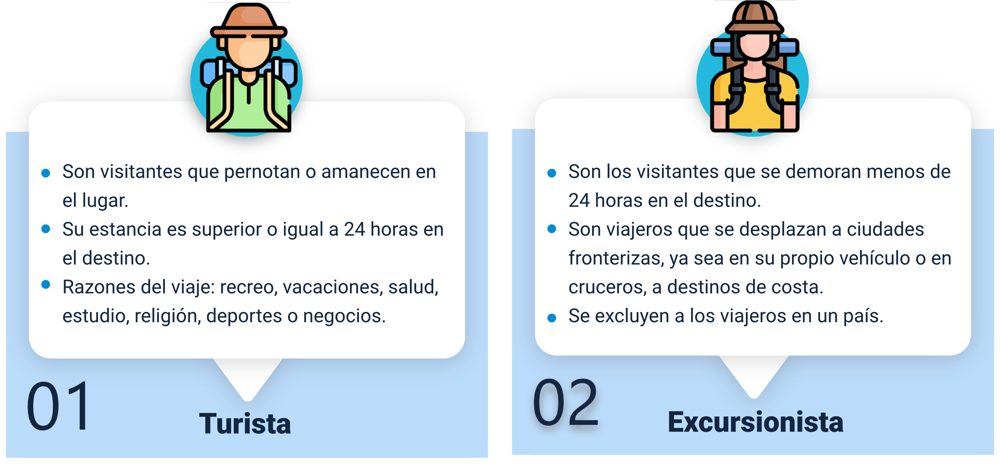 Son visitantes que pernotan o amanecen en
el lugar.
Su estancia es superior o igual a 24 horas en
el destino.
Razones del viaje: recreo, vacaciones, salud,
estudio, religión, deportes o negocios.
01
Turista
Son los visitantes que se demoran menos de
24 horas en el destino.
Son viajeros que se desplazan a ciudades
fronterizas, ya sea en su propio vehículo o en
cruceros, a destinos de costa.
Se excluyen a los viajeros en un país.
02
Excursionista